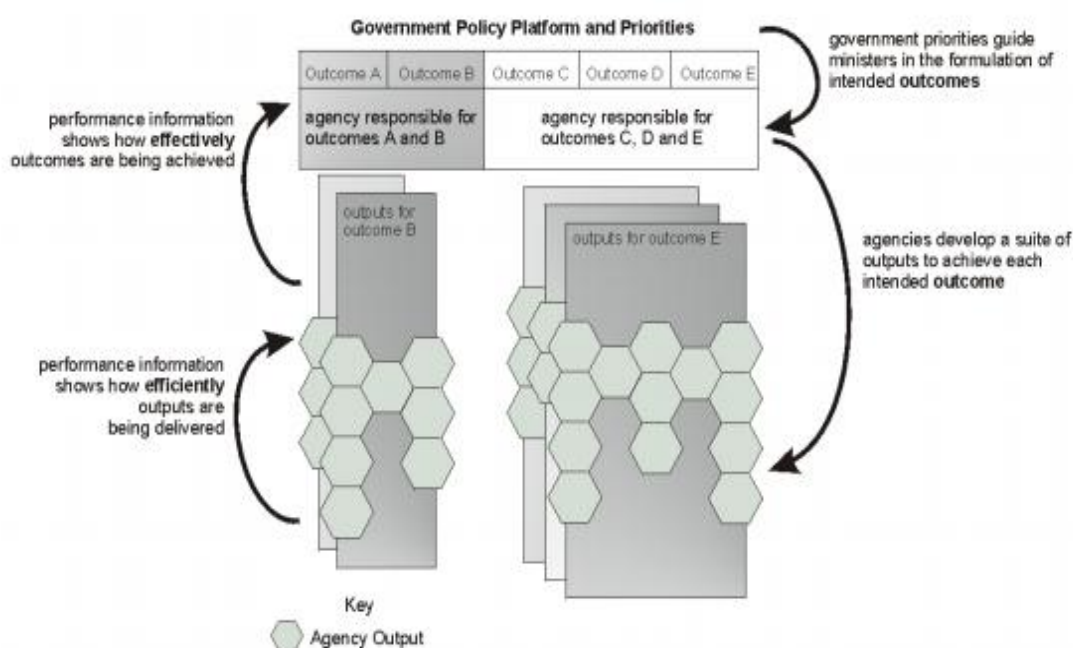 Government Policy Platform and Priorities
Outcome A
Outcome B
Outcome C
Outcome D
Outcome E
agency responsible for
outcomes A and B
agency responsible for
outcomes C, D and E
government priorities guide
ministers in the formulation of
intended outcomes
performance information
shows how effectively
outcomes are being achieved
outputs for
outcome B
outputs for outcome E
agencies develop a suite of
outputs to achieve each
intended outcome
performance information
shows how efficiently
outputs are
being delivered
Key
Agency Output